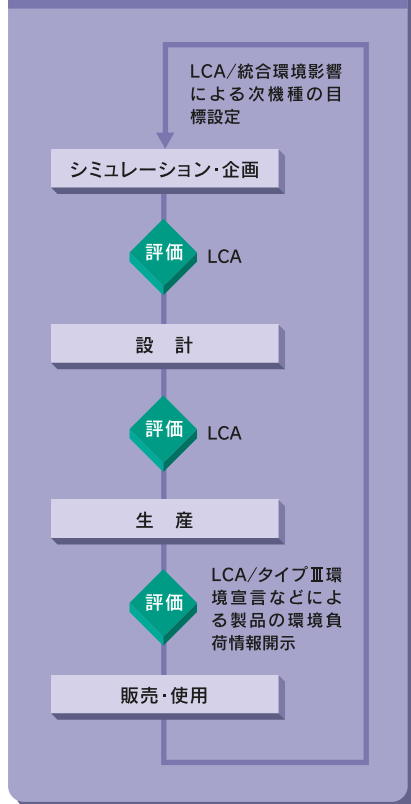 LCA/統合環境影響
による次機種の目
標設定
シミュレーション・企画
評価
LCA
設 計
評価
LCA
生 産
評価
LCA/タイプⅢ環
境宣言などによ
る製品の環境負
荷情報開示
販売・使用